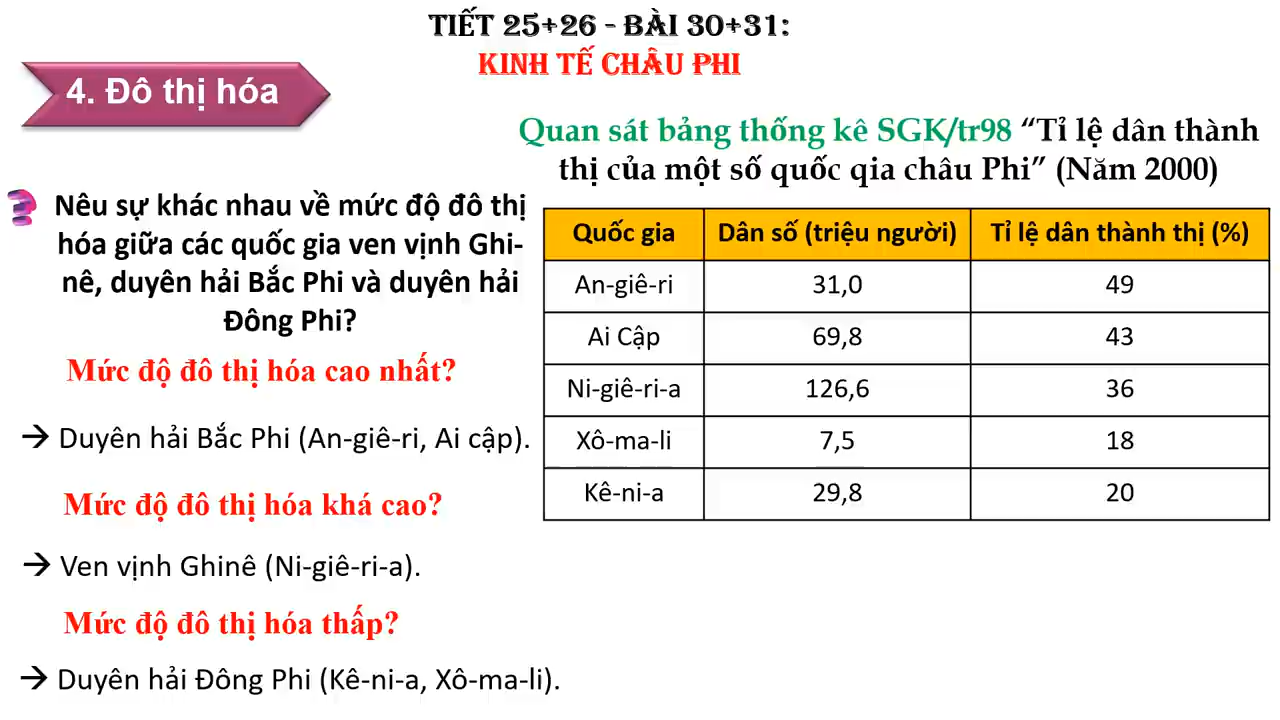 TIẾT 25+26 - BÀI 30+31:
KINH TẾ CHÂU PHI
4. Đô thị hóa
Quan sát bảng thống kê SGK/tr98 “Tỉ lệ dân thành
thị của một số quốc qia châu Phi” (Năm 2000)
Nêu sự khác nhau về mức độ đô thị
hóa giữa các quốc gia ven vịnh Ghi-
nê, duyên hải Bắc Phi và duyên hải
Đông Phi?
Mức độ đô thị hóa cao nhất?
→ Duyên hải Bắc Phi (An-giê-ri, Ai cập).
Mức độ đô thị hóa khá cao?
→ Ven vịnh Ghinê (Ni-giê-ri-a).
Mức độ đô thị hóa thấp?
→ Duyên hải Đông Phi (Kê-ni-a, Xô-ma-li).
Quốc gia Dân số (triệu người) Tỉ lệ dân thành thị (%)
An-giê-ri 31,0 49
Ai Cập 69,8 43
Ni-giê-ri-a 126,6 36
Xô-ma-li 7,5 18
Kê-ni-a 29,8 20